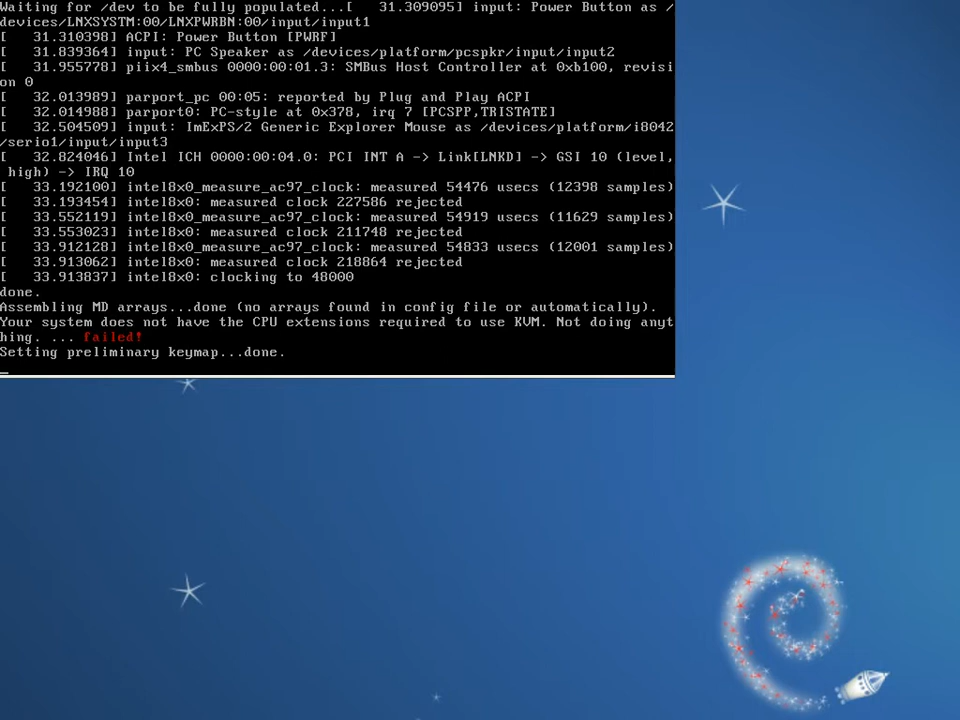 Waiting for /dev to be fully populated...[   31.309095] input: Power Button as /
devices/LNXSYSTM:00/LNXPWRBN:00/input/input1
[   31.310398] ACPI: Power Button [PWRF]
[   31.839364] input: PC Speaker as /devices/platform/pcspkr/input/input2
[   31.955778] piix4_smbus 0000:00:01.3: SMBus Host Controller at 0xb100, revisi
on 0
[   32.013989] parport_pc 00:05: reported by Plug and Play ACPI
[   32.014988] parport0: PC-style at 0x378, irq 7 [PCSPP,TRISTATE]
[   32.504509] input: ImExPS/2 Generic Explorer Mouse as /devices/platform/i8042
/serio1/input/input3
[   32.824046] Intel ICH 0000:00:04.0: PCI INT A -> Link[LNKD] -> GSI 10 (level,
 high) -> IRQ 10
[   33.192100] intel8x0_measure_ac97_clock: measured 54476 usecs (12398 samples)
[   33.193454] intel8x0: measured clock 227586 rejected
[   33.552119] intel8x0_measure_ac97_clock: measured 54919 usecs (11629 samples)
[   33.553023] intel8x0: measured clock 211748 rejected
[   33.912128] intel8x0_measure_ac97_clock: measured 54833 usecs (12001 samples)
[   33.913062] intel8x0: measured clock 218864 rejected
[   33.913837] intel8x0: clocking to 48000
done.
Assembling MD arrays...done (no arrays found in config file or automatically).
Your system does not have the CPU extensions required to use KVM. Not doing anyt
hing. ... failed!
Setting preliminary keymap...done.